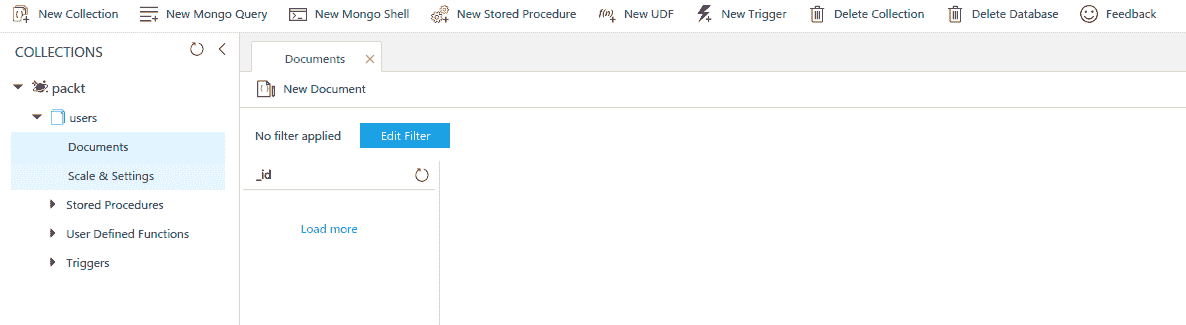 New Collection New Mongo Query New Mongo Shell New Stored Procedure f(n) New UDF New Trigger Delete Collection Delete Database Feedback
COLLECTIONS
packt
users
Documents
Scale & Settings
Stored Procedures
User Defined Functions
Triggers
Documents
New Document
No filter applied Edit Filter
_id
Load more